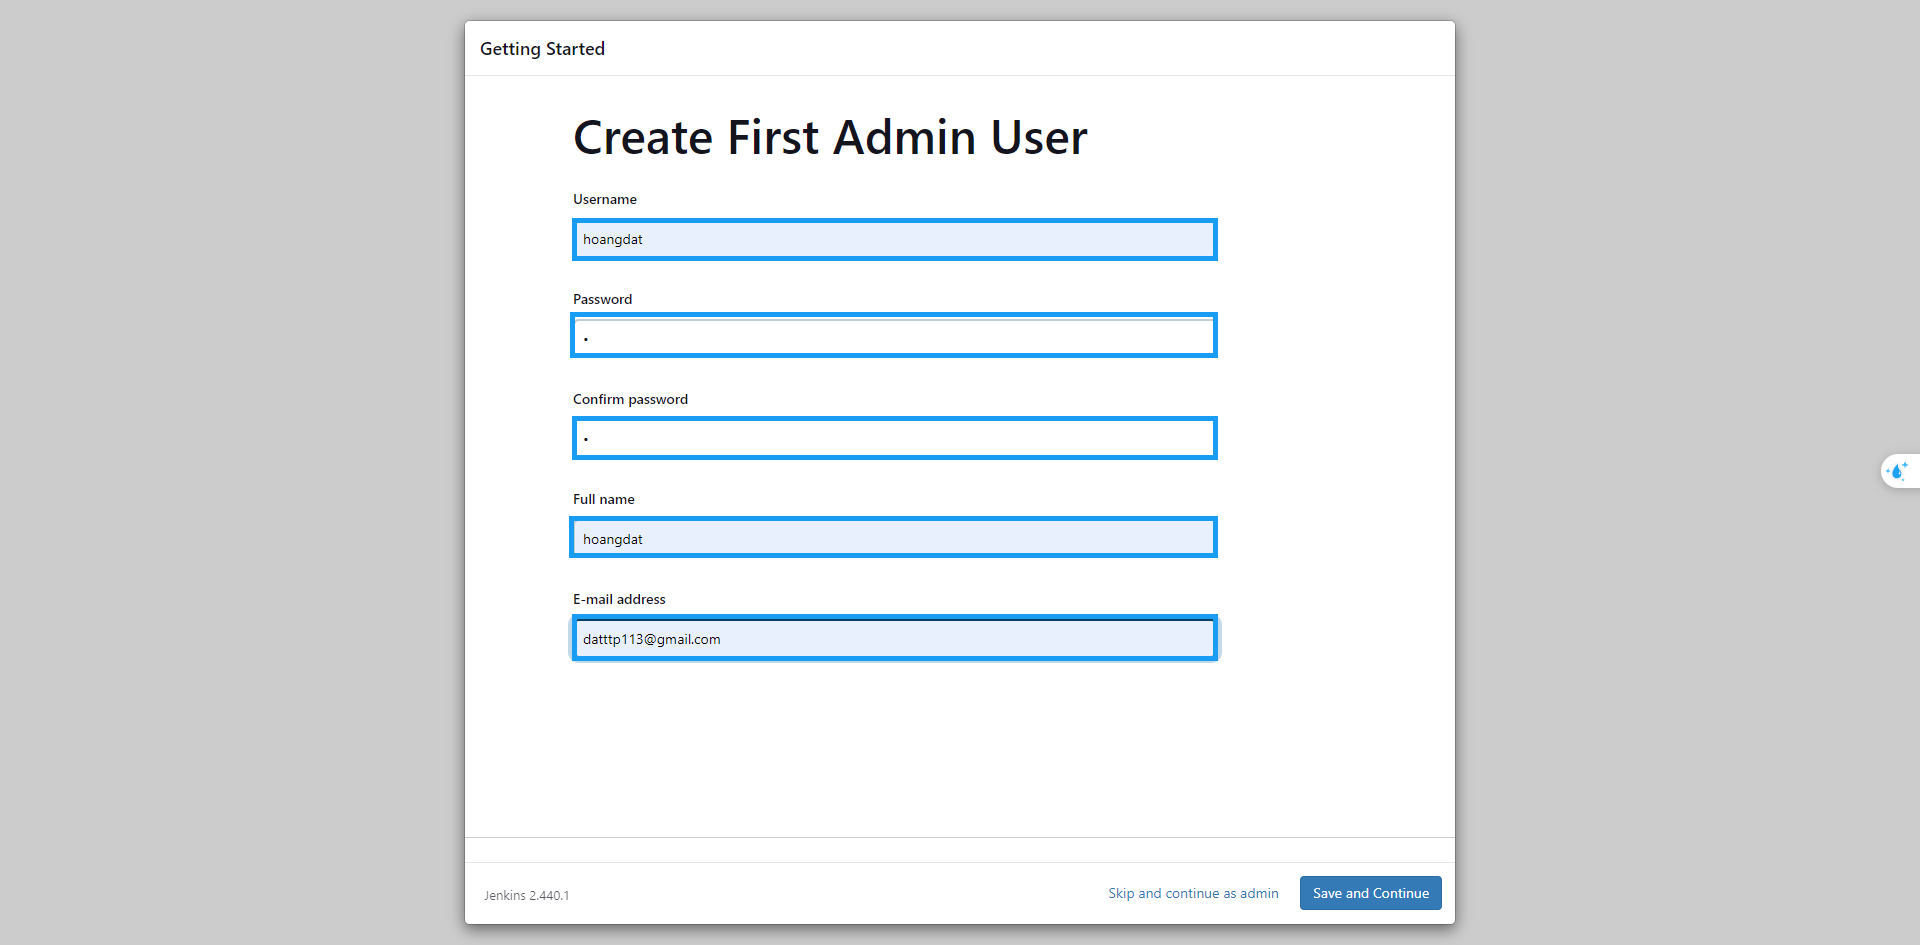 Getting Started
Create First Admin User
Username
hoangdat
Password
•
Confirm password
•
Full name
hoangdat
E-mail address
datttp113@gmail.com
Jenkins 2.440.1
Skip and continue as admin
Save and Continue